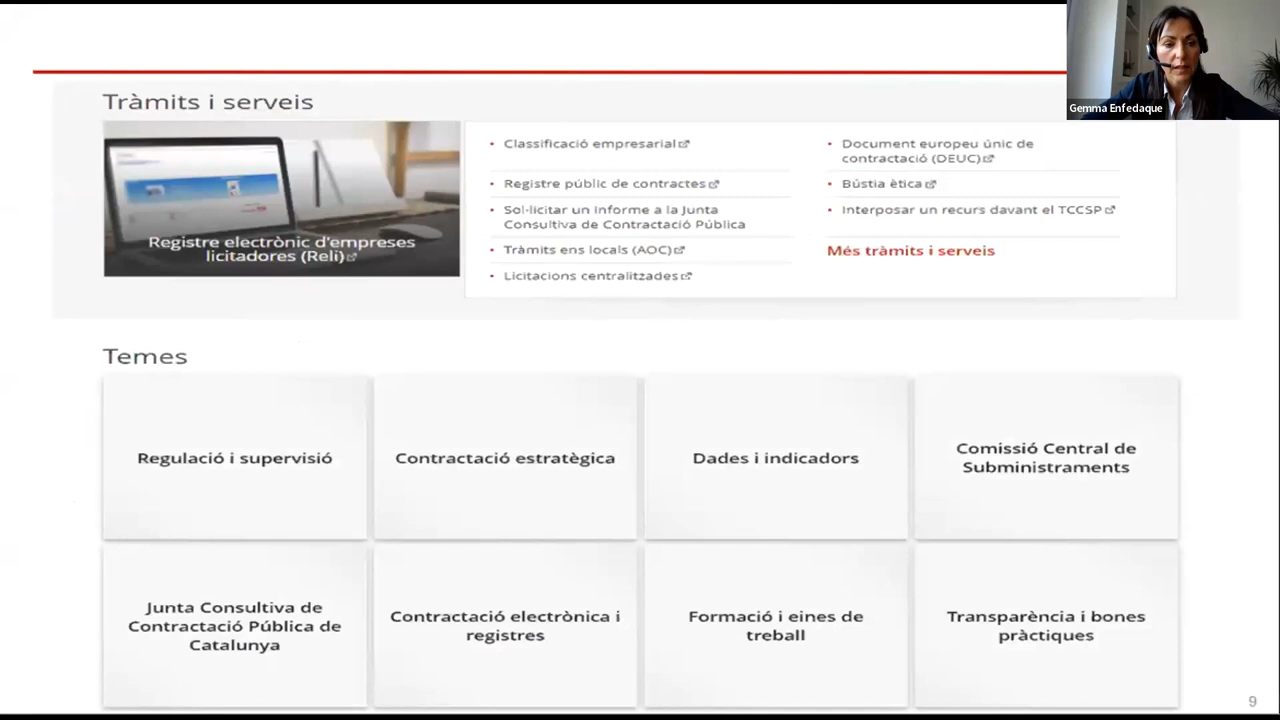 Gemma Enfedaque
Tràmits i serveis
Registre electrònic d'empreses
licitadores (Reli)
Classificació empresarial
Registre públic de contractes
Sol·licitar un Informe a la Junta
Consultiva de Contractació Pública
Tràmits ens locals (AOC)
Licitacions centralitzades
Document europeu únic de
contractació (DEUC)
Bústia ètica
Interposar un recurs davant el TCCSP
Més tràmits i serveis
Temes
Regulació i supervisió
Contractació estratègica
Dades i indicadors
Comissió Central de
Subministraments
Junta Consultiva de
Contractació Pública de
Catalunya
Contractació electrònica i
registres
Formació i eines de
treball
Transparència i bones
pràctiques
9